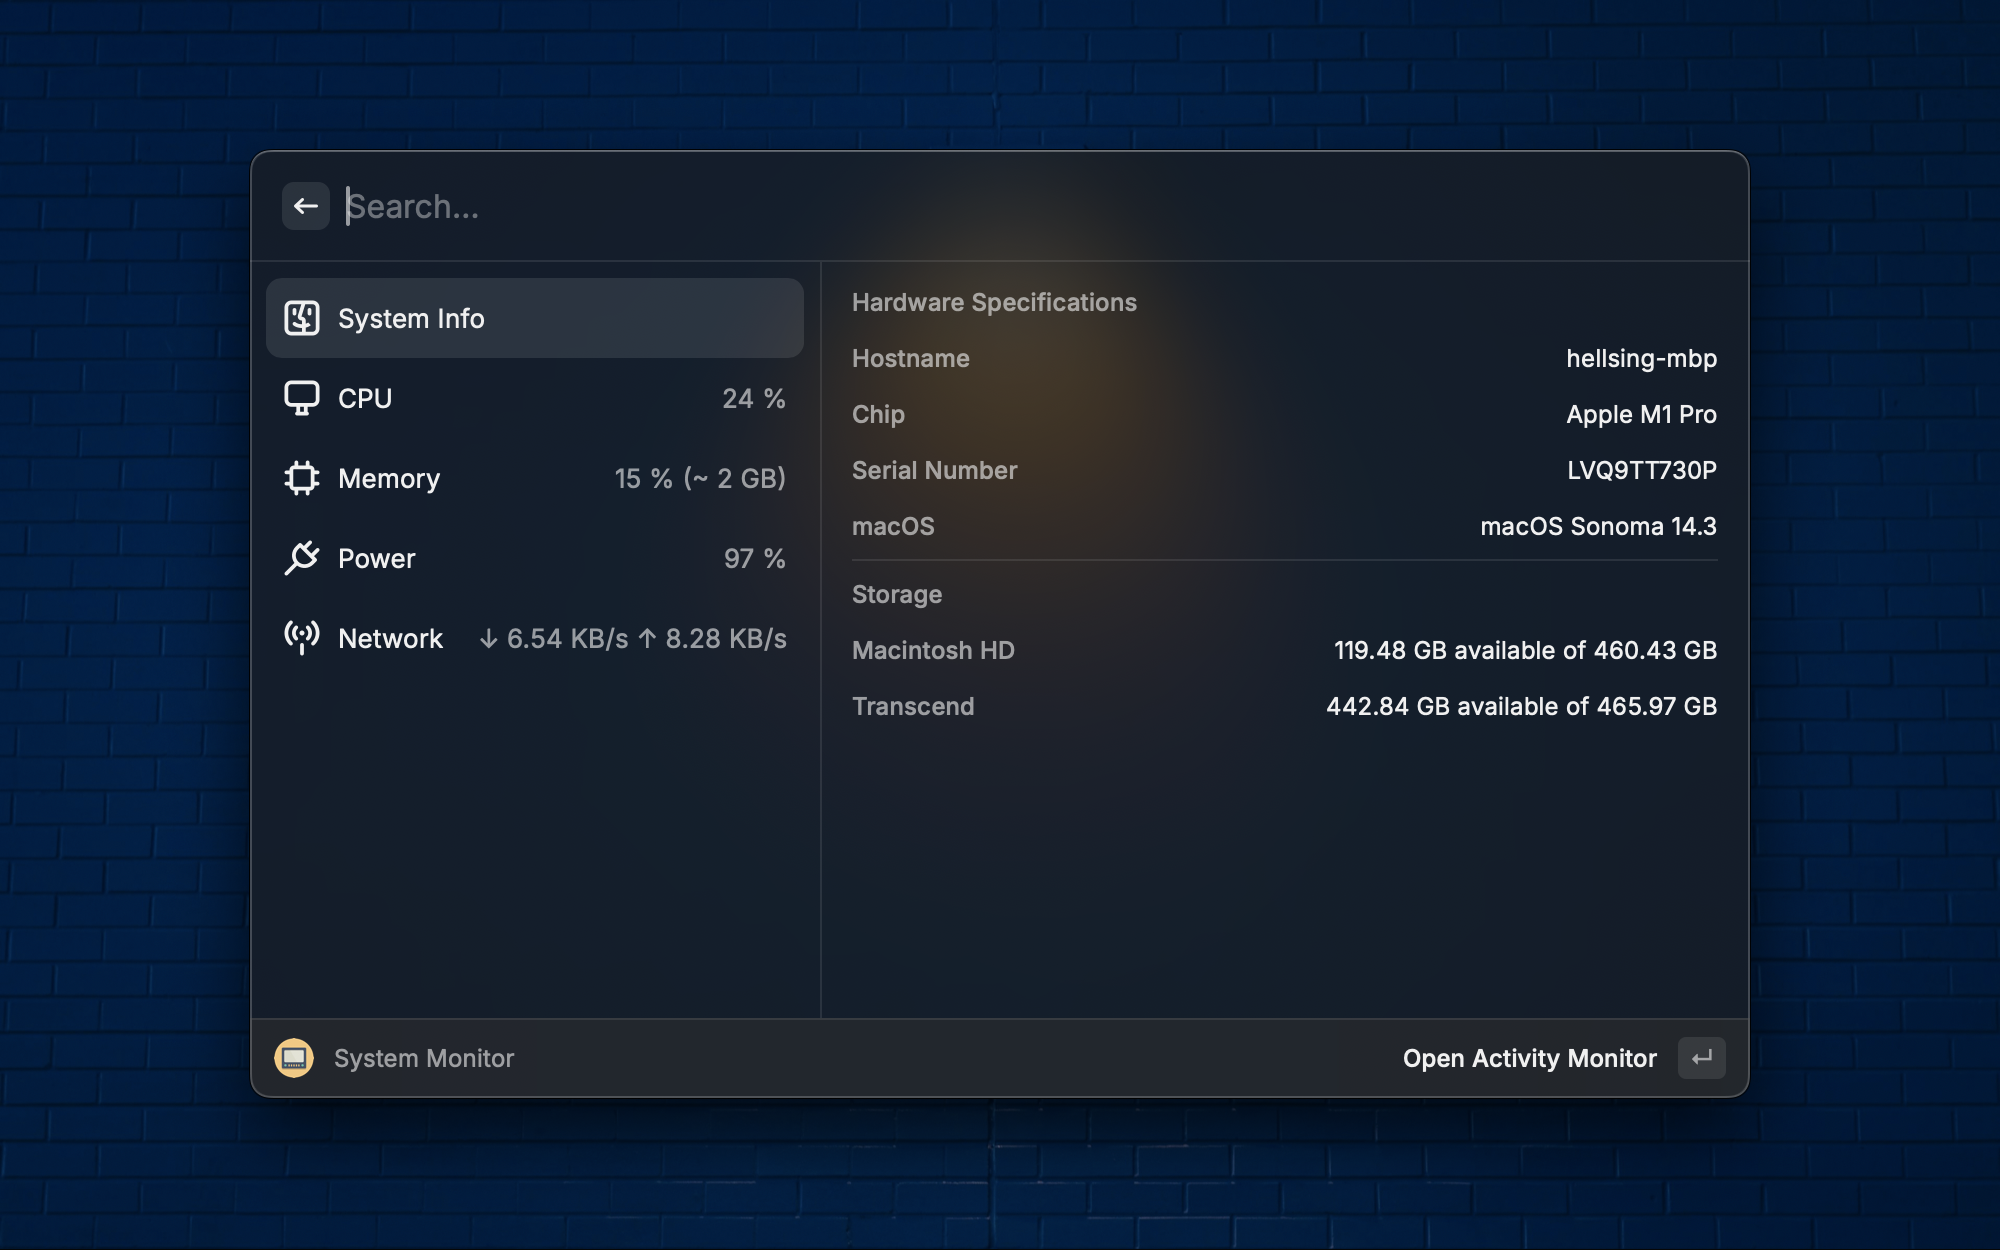 Search...
System Info
CPU 24 %
Memory 15 % (~ 2 GB)
Power 97 %
Network ↓ 6.54 KB/s ↑ 8.28 KB/s
Hardware Specifications
Hostname hellsing-mbp
Chip Apple M1 Pro
Serial Number LVQ9TT730P
macOS macOS Sonoma 14.3
Storage
Macintosh HD 119.48 GB available of 460.43 GB
Transcend 442.84 GB available of 465.97 GB
System Monitor
Open Activity Monitor